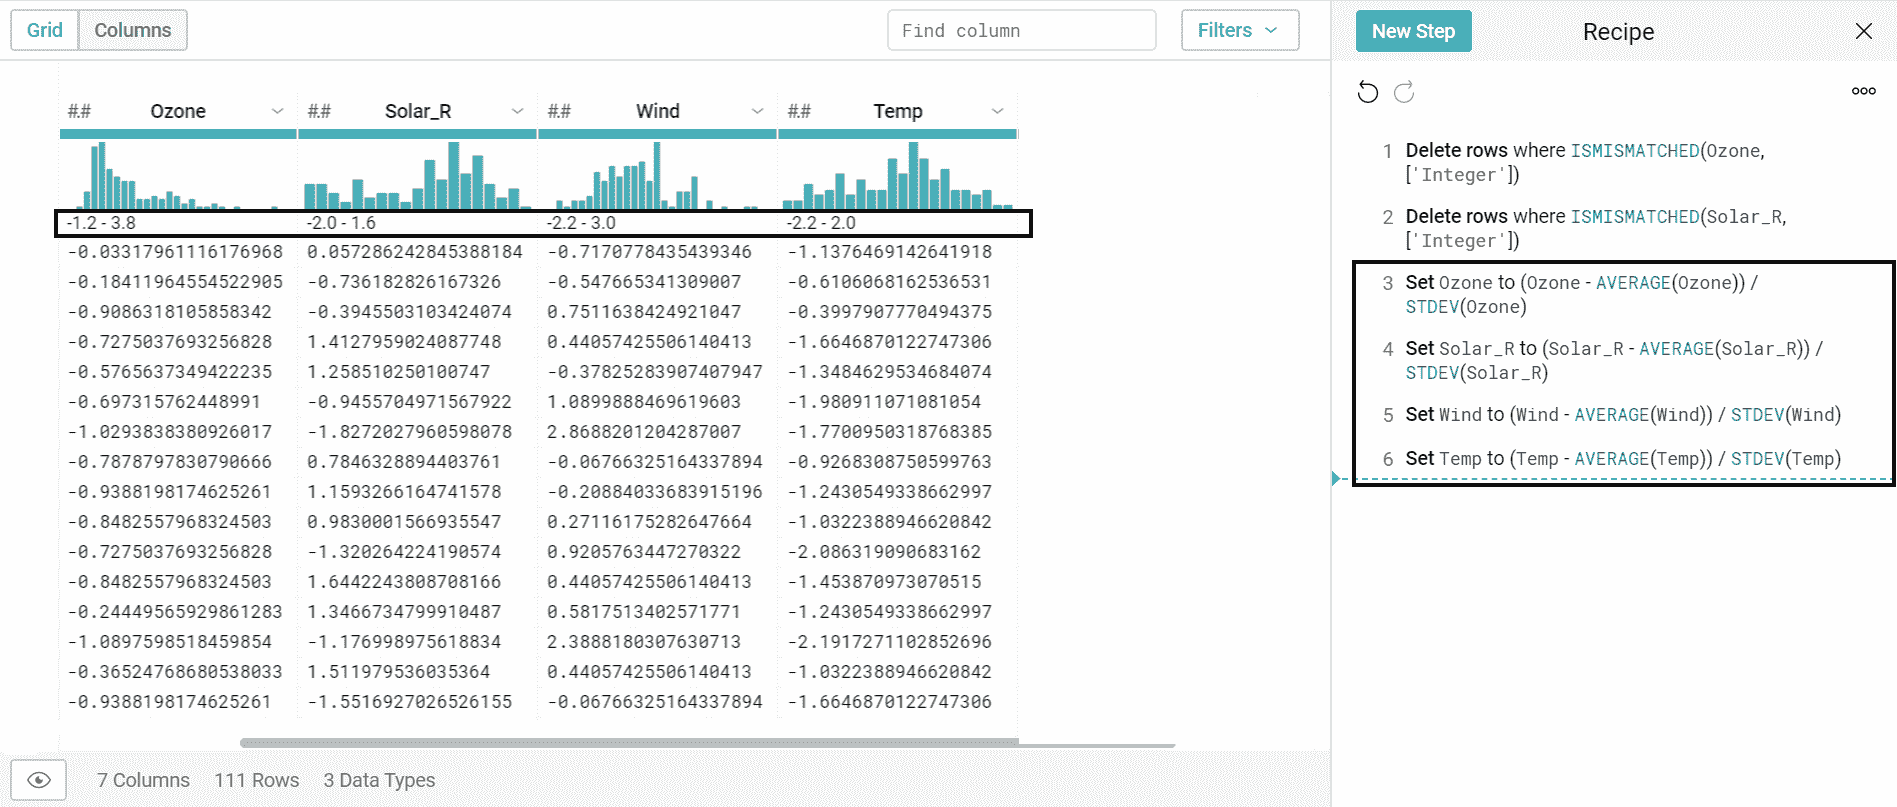 Grid Columns Find column Filters New Step Recipe
##  Ozone ## Solar_R ## Wind ## Temp
-1.2 - 3.8 -2.0 - 1.6 -2.2 - 3.0 -2.2 - 2.0
-0.033179611161769​68 0.057286242845388184 -0.7170778435439346 -1.1376469142641918
-0.18411964554522905 -0.736182826167326 -0.547665341309007 -0.6106068162536531
-0.9086318105858342 -0.3945503103424074 0.7511638424921047 -0.3997907770494375
-0.7275037693256828 1.4127959024087748 0.44057425506140413 -1.6646870122747306
-0.5765637349422235 1.258510250100747 -0.37825283907407947 -1.3484629534684074
-0.697315762448991 -0.9455704971567922 1.0899888469619603 -1.980911071081054
-1.0293838380926017 -1.8272027960598078 2.8688201204287007 -1.7700950318768385
-0.7878797830790666 0.7846328894403761 -0.06766325164337894 -0.9268308750599763
-0.9388198174625261 1.1593266164741578 -0.20884033683915196 -1.2430549338662997
-0.8482557968324503 0.9830001566935547 0.27116175282647664 -1.0322388946620842
-0.7275037693256828 -1.320264224190574 0.9205763447270322 -2.086319090683162
-0.8482557968324503 1.6442243808708166 0.44057425506140413 -1.453870973070515
-0.24449565929861283 1.3466734799910487 0.5817513402571771 -1.2430549338662997
-1.0897598518459854 -1.176998975618834 2.3888180307630713 -2.1917271102852696
-0.36524768680538033 1.511979536035364 0.44057425506140413 -1.0322388946620842
-0.9388198174625261 -1.5516927026526155 -0.06766325164337894 -1.6646870122747306
7 Columns 111 Rows 3 Data Types
1 Delete rows where ISMISMATCHED(Ozone,
['Integer'])
2 Delete rows where ISMISMATCHED(Solar_R,
['Integer'])
3 Set Ozone to (Ozone - AVERAGE(Ozone)) /
STDEV(Ozone)
4 Set Solar_R to (Solar_R - AVERAGE(Solar_R)) /
STDEV(Solar_R)
5 Set Wind to (Wind - AVERAGE(Wind)) / STDEV(Wind)
6 Set Temp to (Temp - AVERAGE(Temp)) / STDEV(Temp)